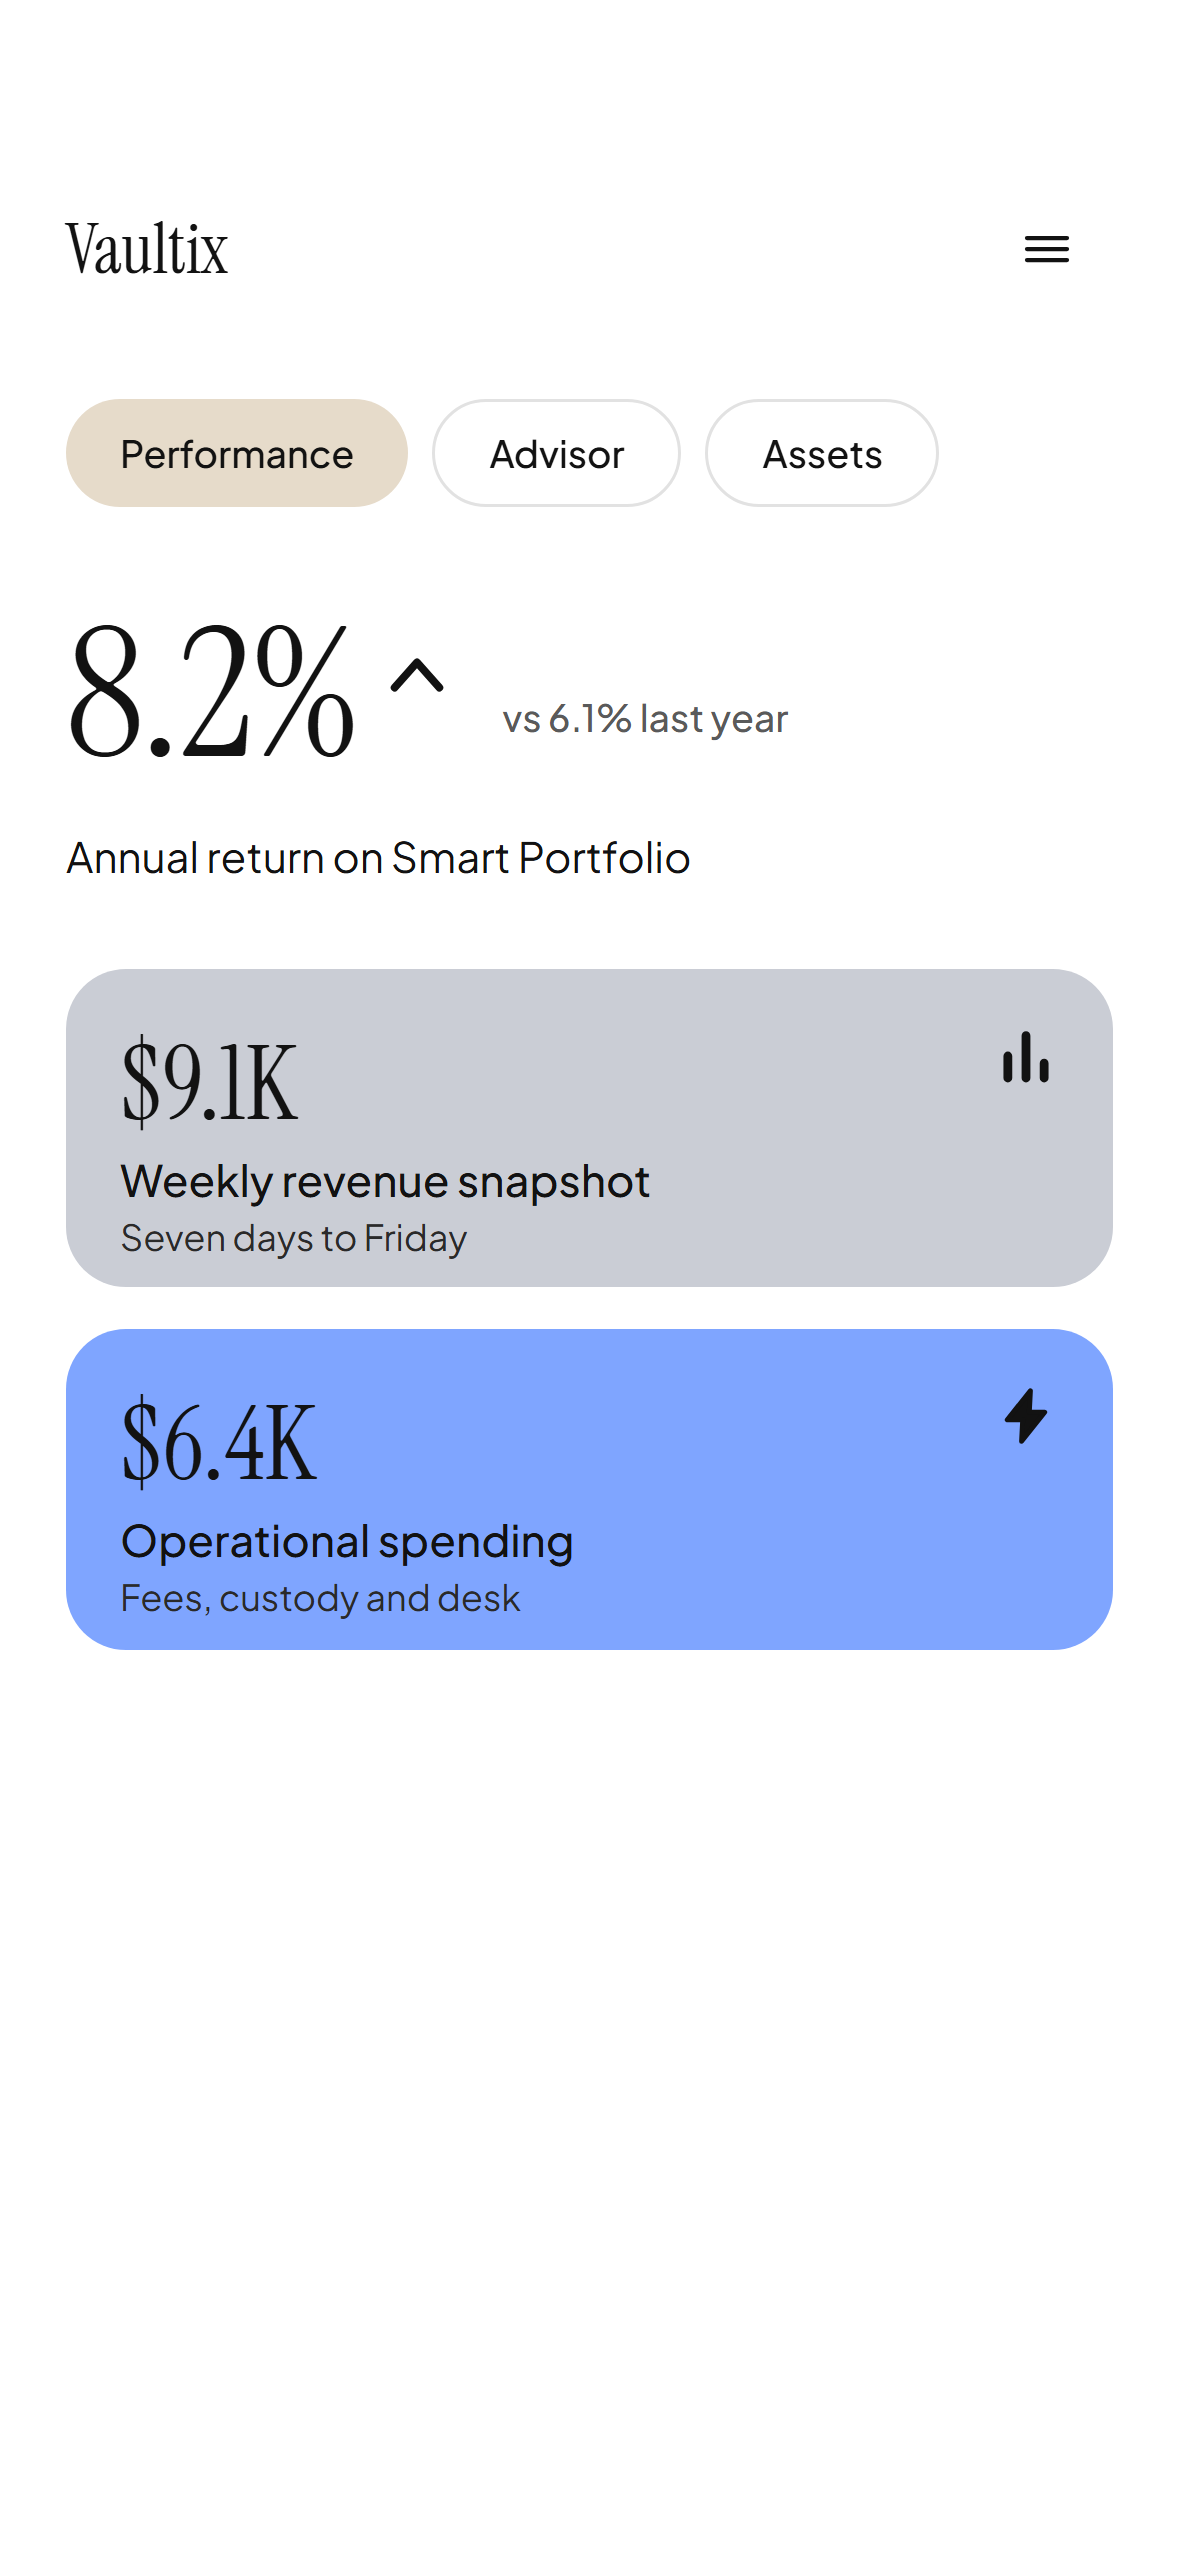 Vaultix
Performance
Advisor
Assets
8.2%
vs 6.1% last year
Annual return on Smart Portfolio
$9.1K
Weekly revenue snapshot
Seven days to Friday
$6.4K
Operational spending
Fees, custody and desk